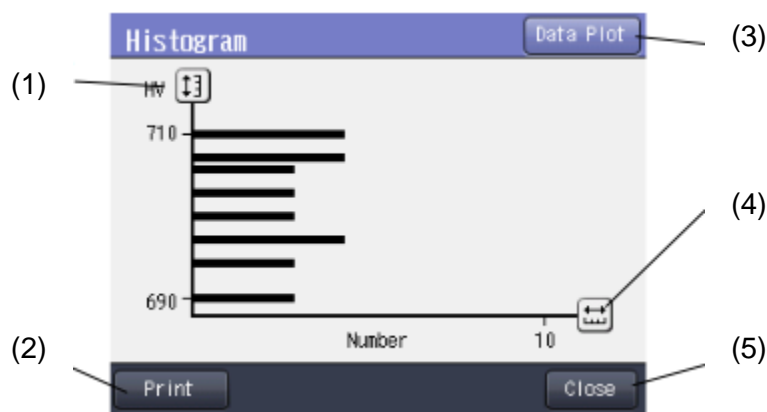 Histogram
Data Plot
(3)
(1)
HV
710
(4)
690
Number
10
(2)
(5)
Print
Close